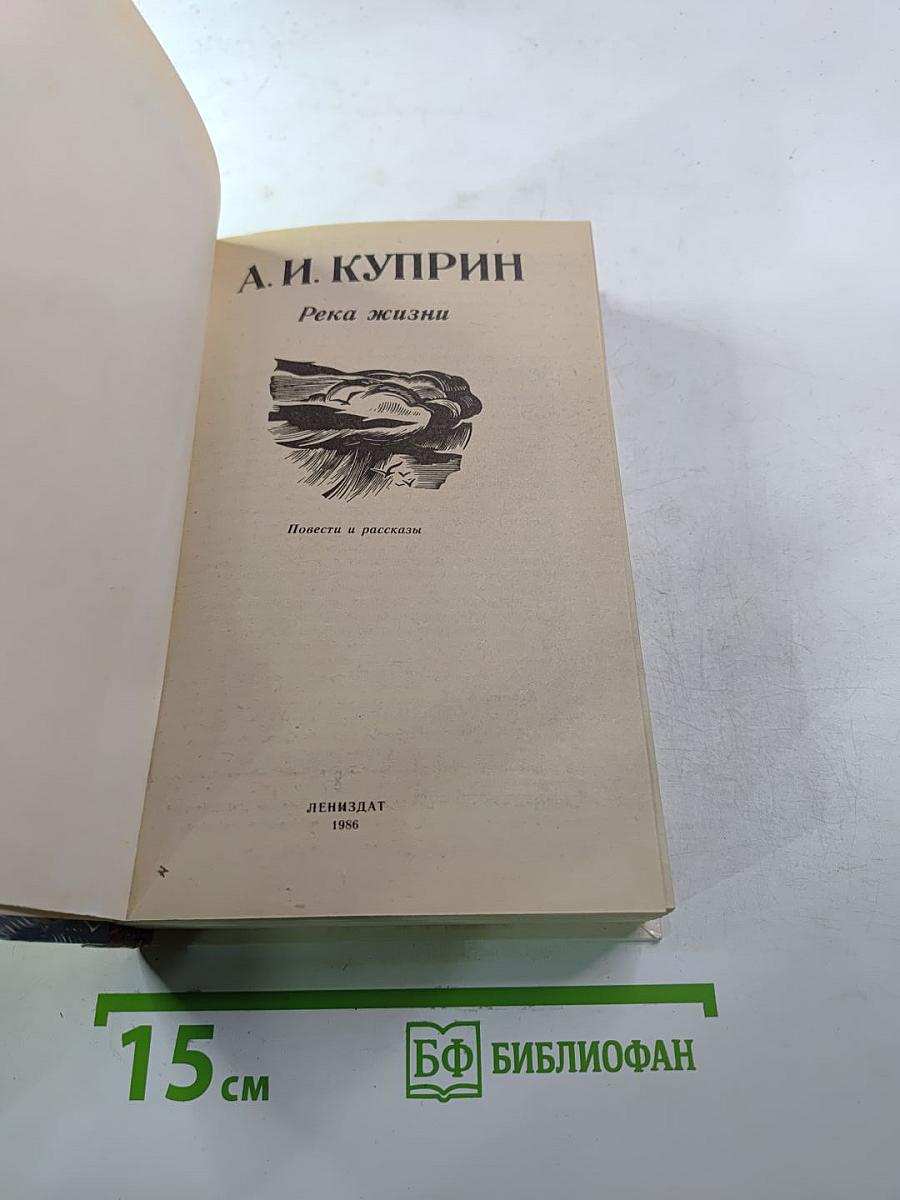 А. И. КУПРИН
Река жизни
Повести и рассказы
ЛЕНИЗДАТ
1986
15 см
БФ БИБЛИОФАН